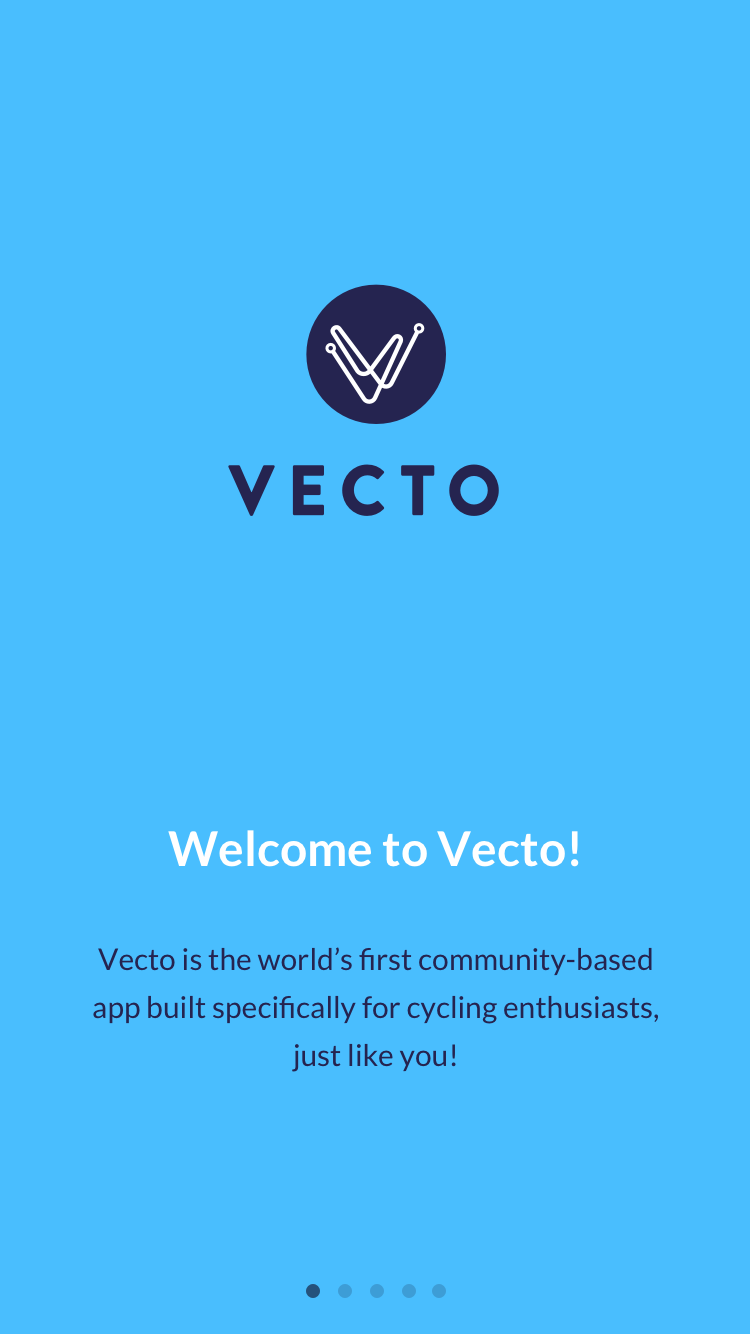 VECTO
Welcome to Vecto!
Vecto is the world’s first community-based
app built specifically for cycling enthusiasts,
just like you!